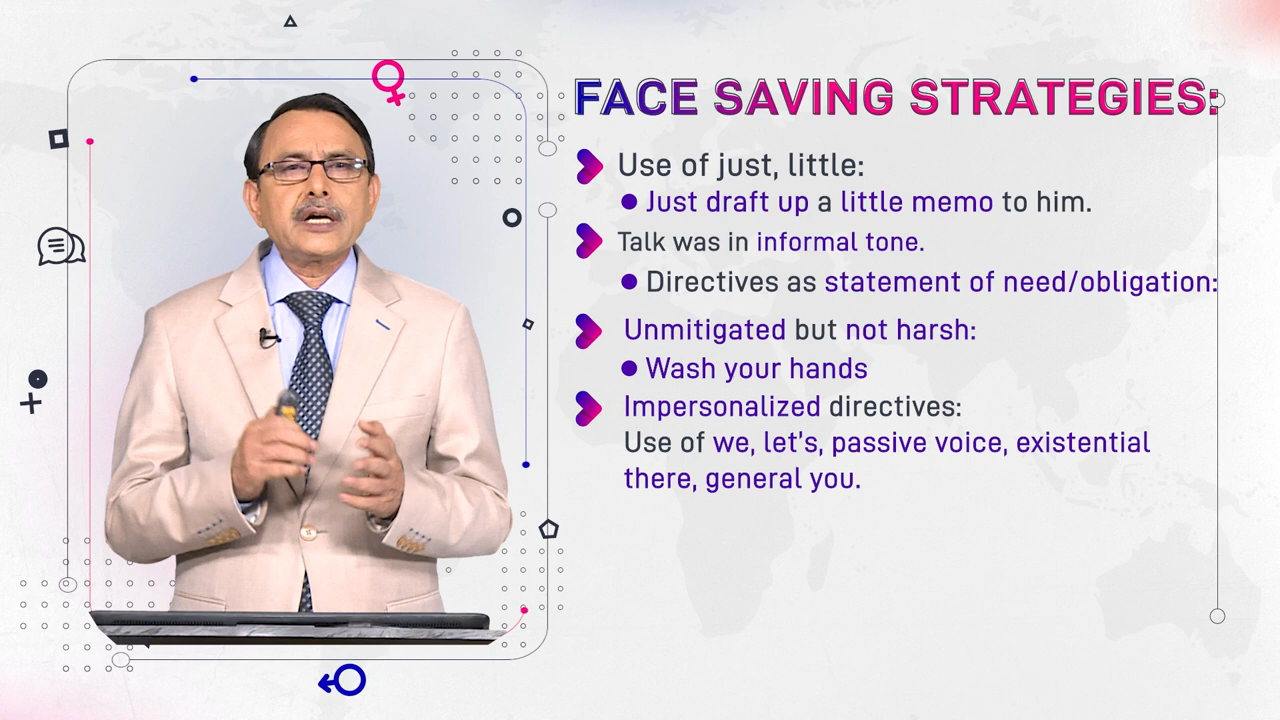 FACE SAVING STRATEGIES:
Use of just, little:
Just draft up a little memo to him.
Talk was in informal tone.
Directives as statement of need/obligation:
Unmitigated but not harsh:
Wash your hands
Impersonalized directives:
Use of we, let's, passive voice, existential
there, general you.